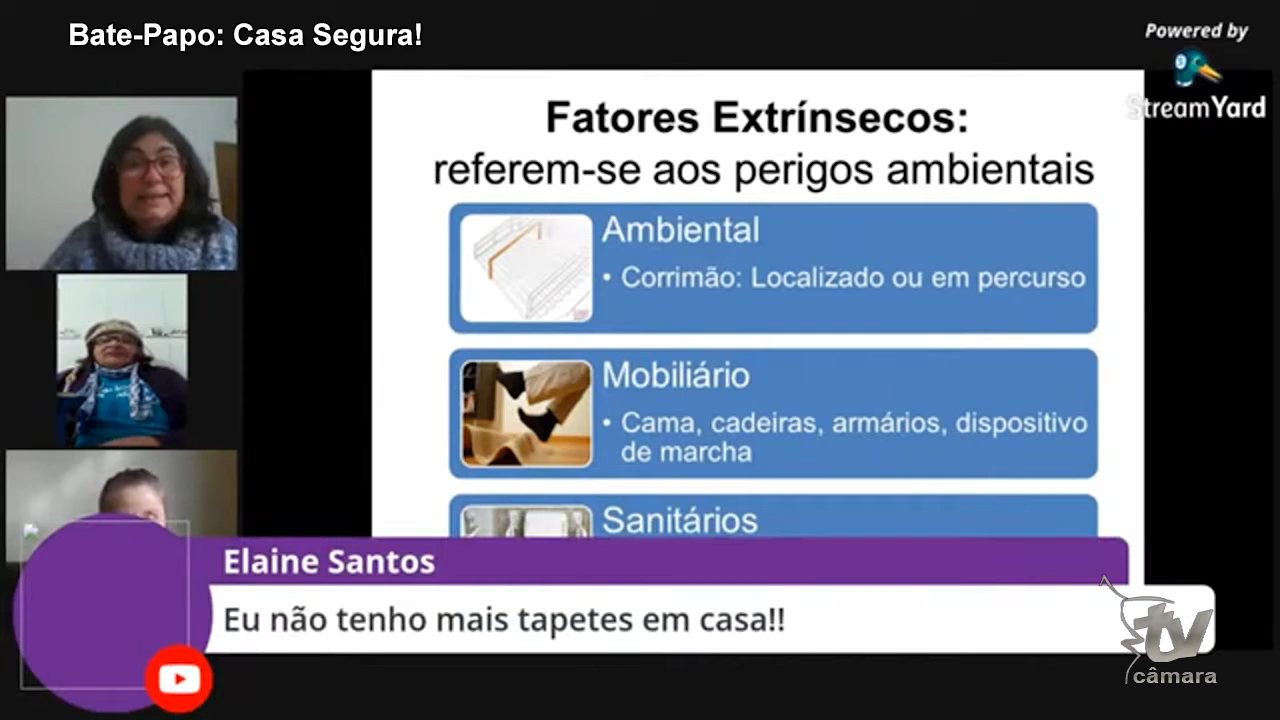 Bate-Papo: Casa Segura!
Powered by
StreamYard
Fatores Extrínsecos:
referem-se aos perigos ambientais
Ambiental
• Corrimão: Localizado ou em percurso
Mobiliário
• Cama, cadeiras, armários, dispositivo
de marcha
Sanitários
Elaine Santos
Eu não tenho mais tapetes em casa!!
tv
câmara